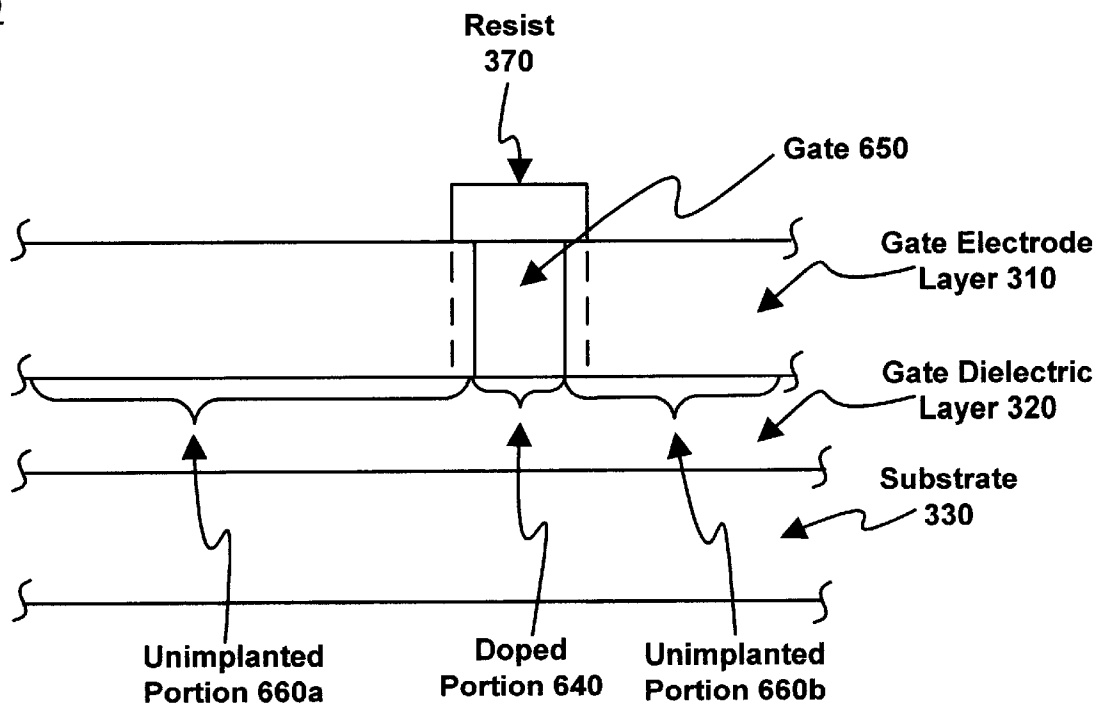 Resist
370
Gate 650
Gate Electrode
Layer 310
Gate Dielectric
Layer 320
Substrate
330
Unimplanted
Portion 660a
Doped
Portion 640
Unimplanted
Portion 660b